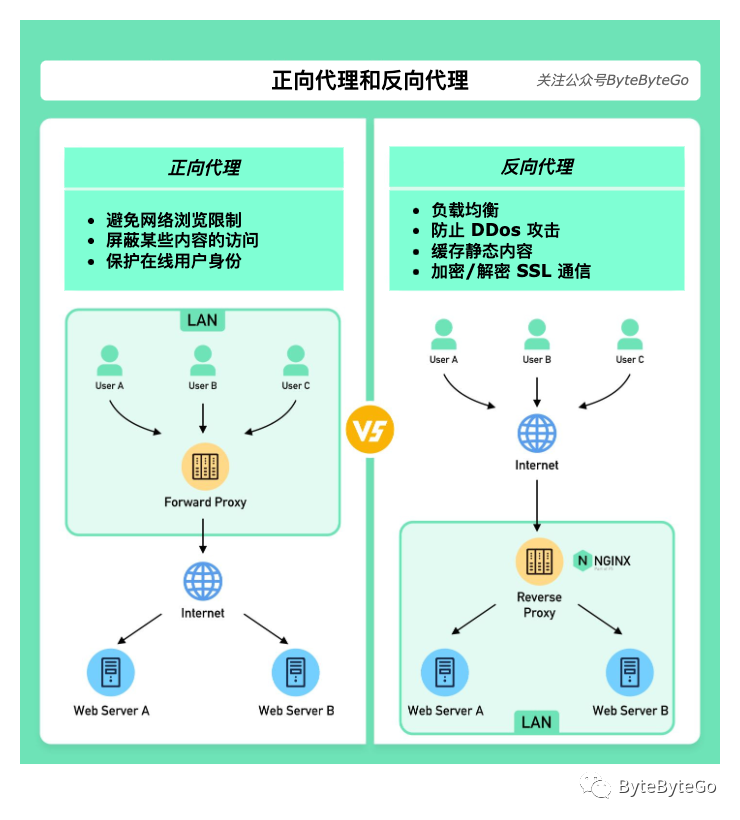 正向代理和反向代理
关注公众号ByteByteGo
正向代理
避免网络浏览限制
屏蔽某些内容的访问
保护在线用户身份
LAN
User A
User B
User C
Forward Proxy
Internet
Web Server A
Web Server B
VS
反向代理
负载均衡
防止 DDos 攻击
缓存静态内容
加密/解密 SSL 通信
User A
User B
User C
Internet
N NGINX
Reverse
Proxy
Web Server A
Web Server B
LAN
ByteByteGo